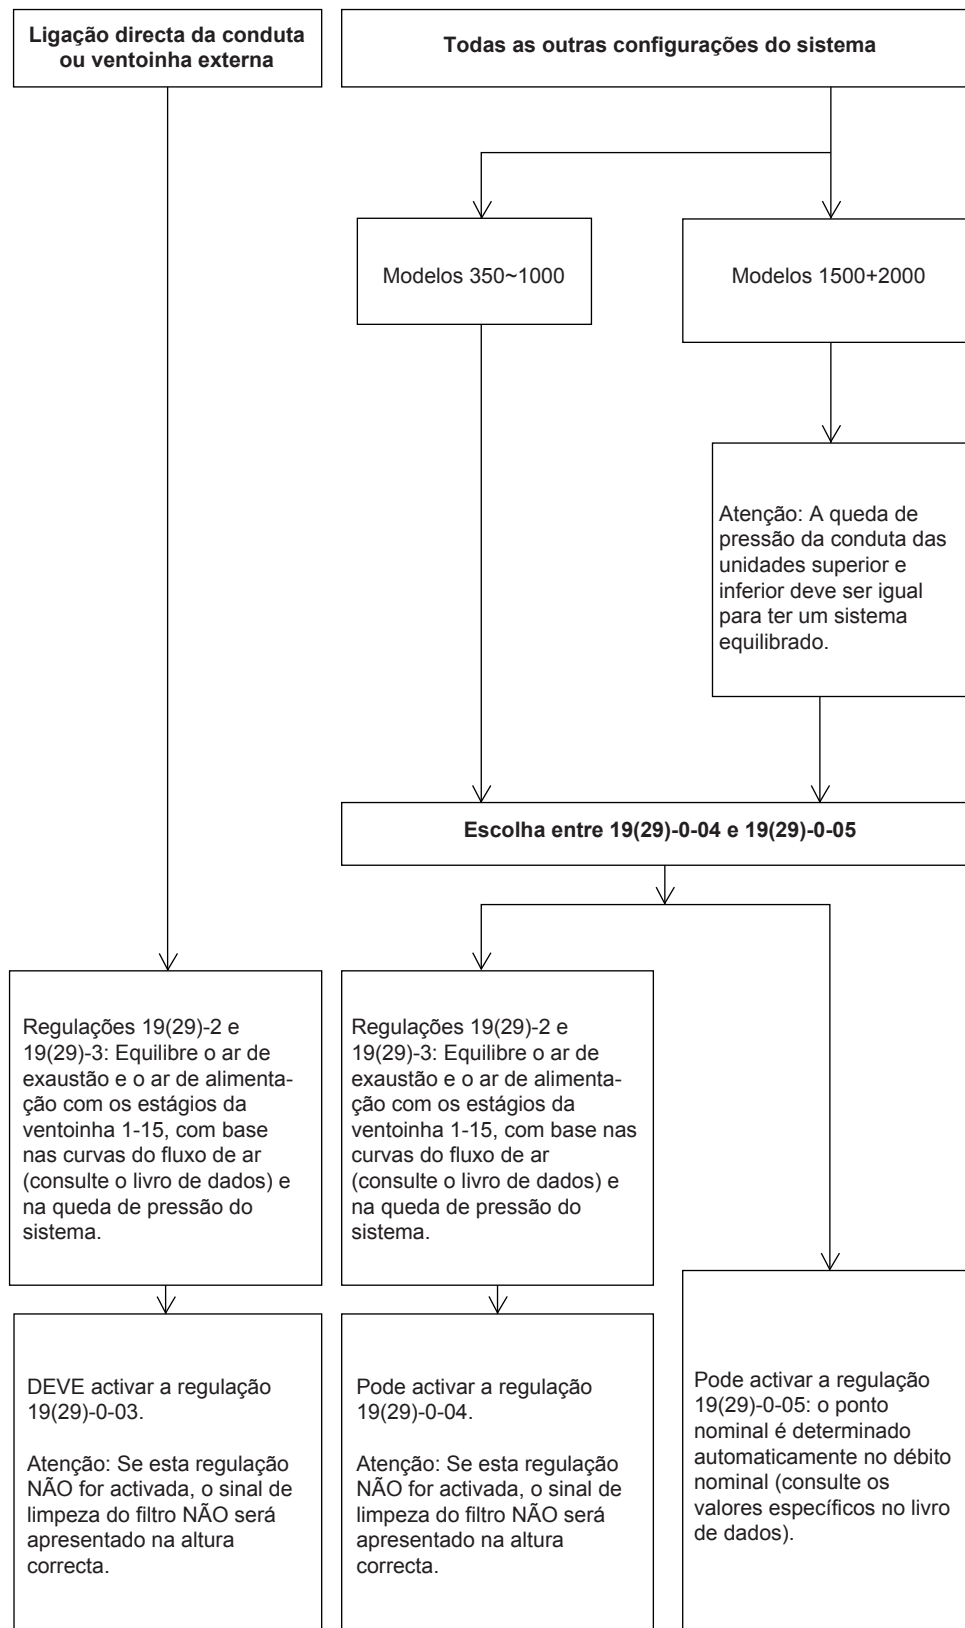 Ligação directa da conduta
ou ventoinha externa
Todas as outras configurações do sistema
Modelos 350~1000
Modelos 1500+2000
Atenção: A queda de
pressão da conduta das
unidades superior e
inferior deve ser igual
para ter um sistema
equilibrado.
Escolha entre 19(29)-0-04 e 19(29)-0-05
Regulações 19(29)-2 e
19(29)-3: Equilibre o ar de
exaustão e o ar de alimenta-
ção com os estágios da
ventoinha 1-15, com base
nas curvas do fluxo de ar
(consulte o livro de dados) e
na queda de pressão do
sistema.
Regulações 19(29)-2 e
19(29)-3: Equilibre o ar de
exaustão e o ar de alimenta-
ção com os estágios da
ventoinha 1-15, com base nas
curvas do fluxo de ar
(consulte o livro de dados) e
na queda de pressão do
sistema.
DEVE activar a regulação
19(29)-0-03.
Atenção: Se esta regulação
NÃO for activada, o sinal de
limpeza do filtro NÃO será
apresentado na altura
correcta.
Pode activar a regulação
19(29)-0-04.
Atenção: Se esta regulação
NÃO for activada, o sinal de
limpeza do filtro NÃO será
apresentado na altura
correcta.
Pode activar a regulação
19(29)-0-05: o ponto
nominal é determinado
automaticamente no débito
nominal (consulte os
valores específicos no livro
de dados).